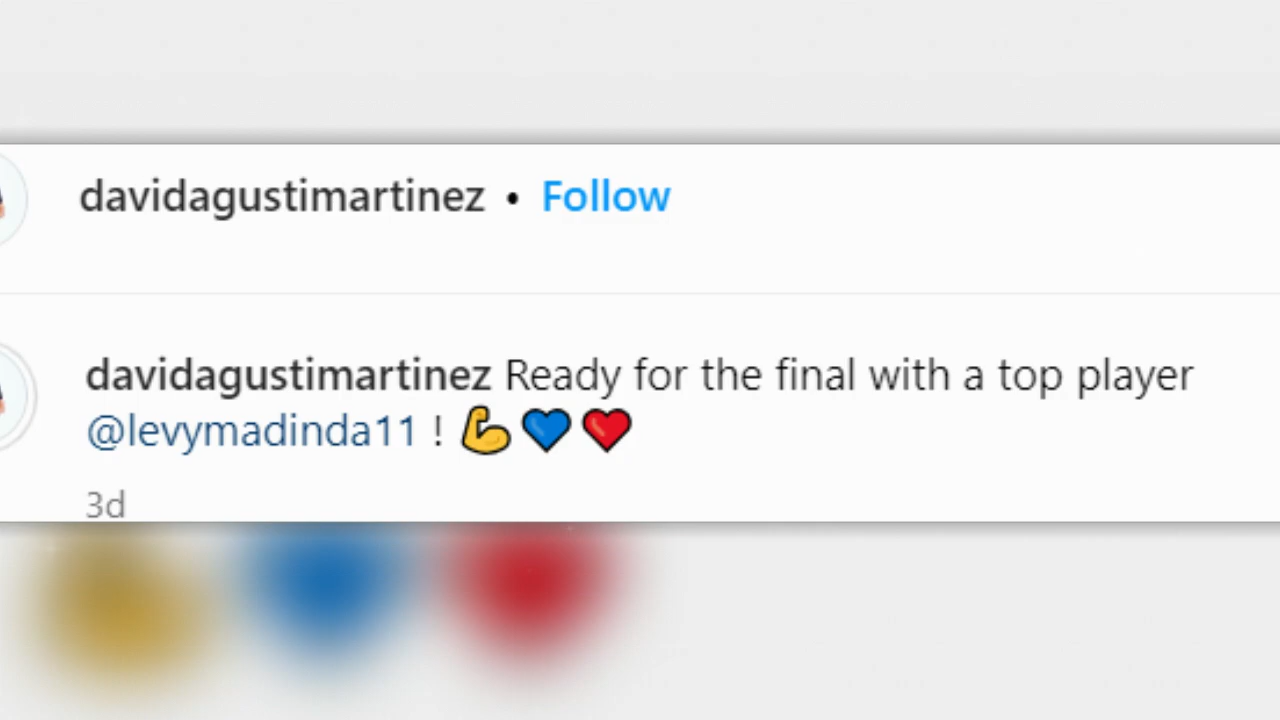 davidagustimartinez • Follow
davidagustimartinez Ready for the final with a top player
@levymadinda11 ! 💪💙❤️
3d